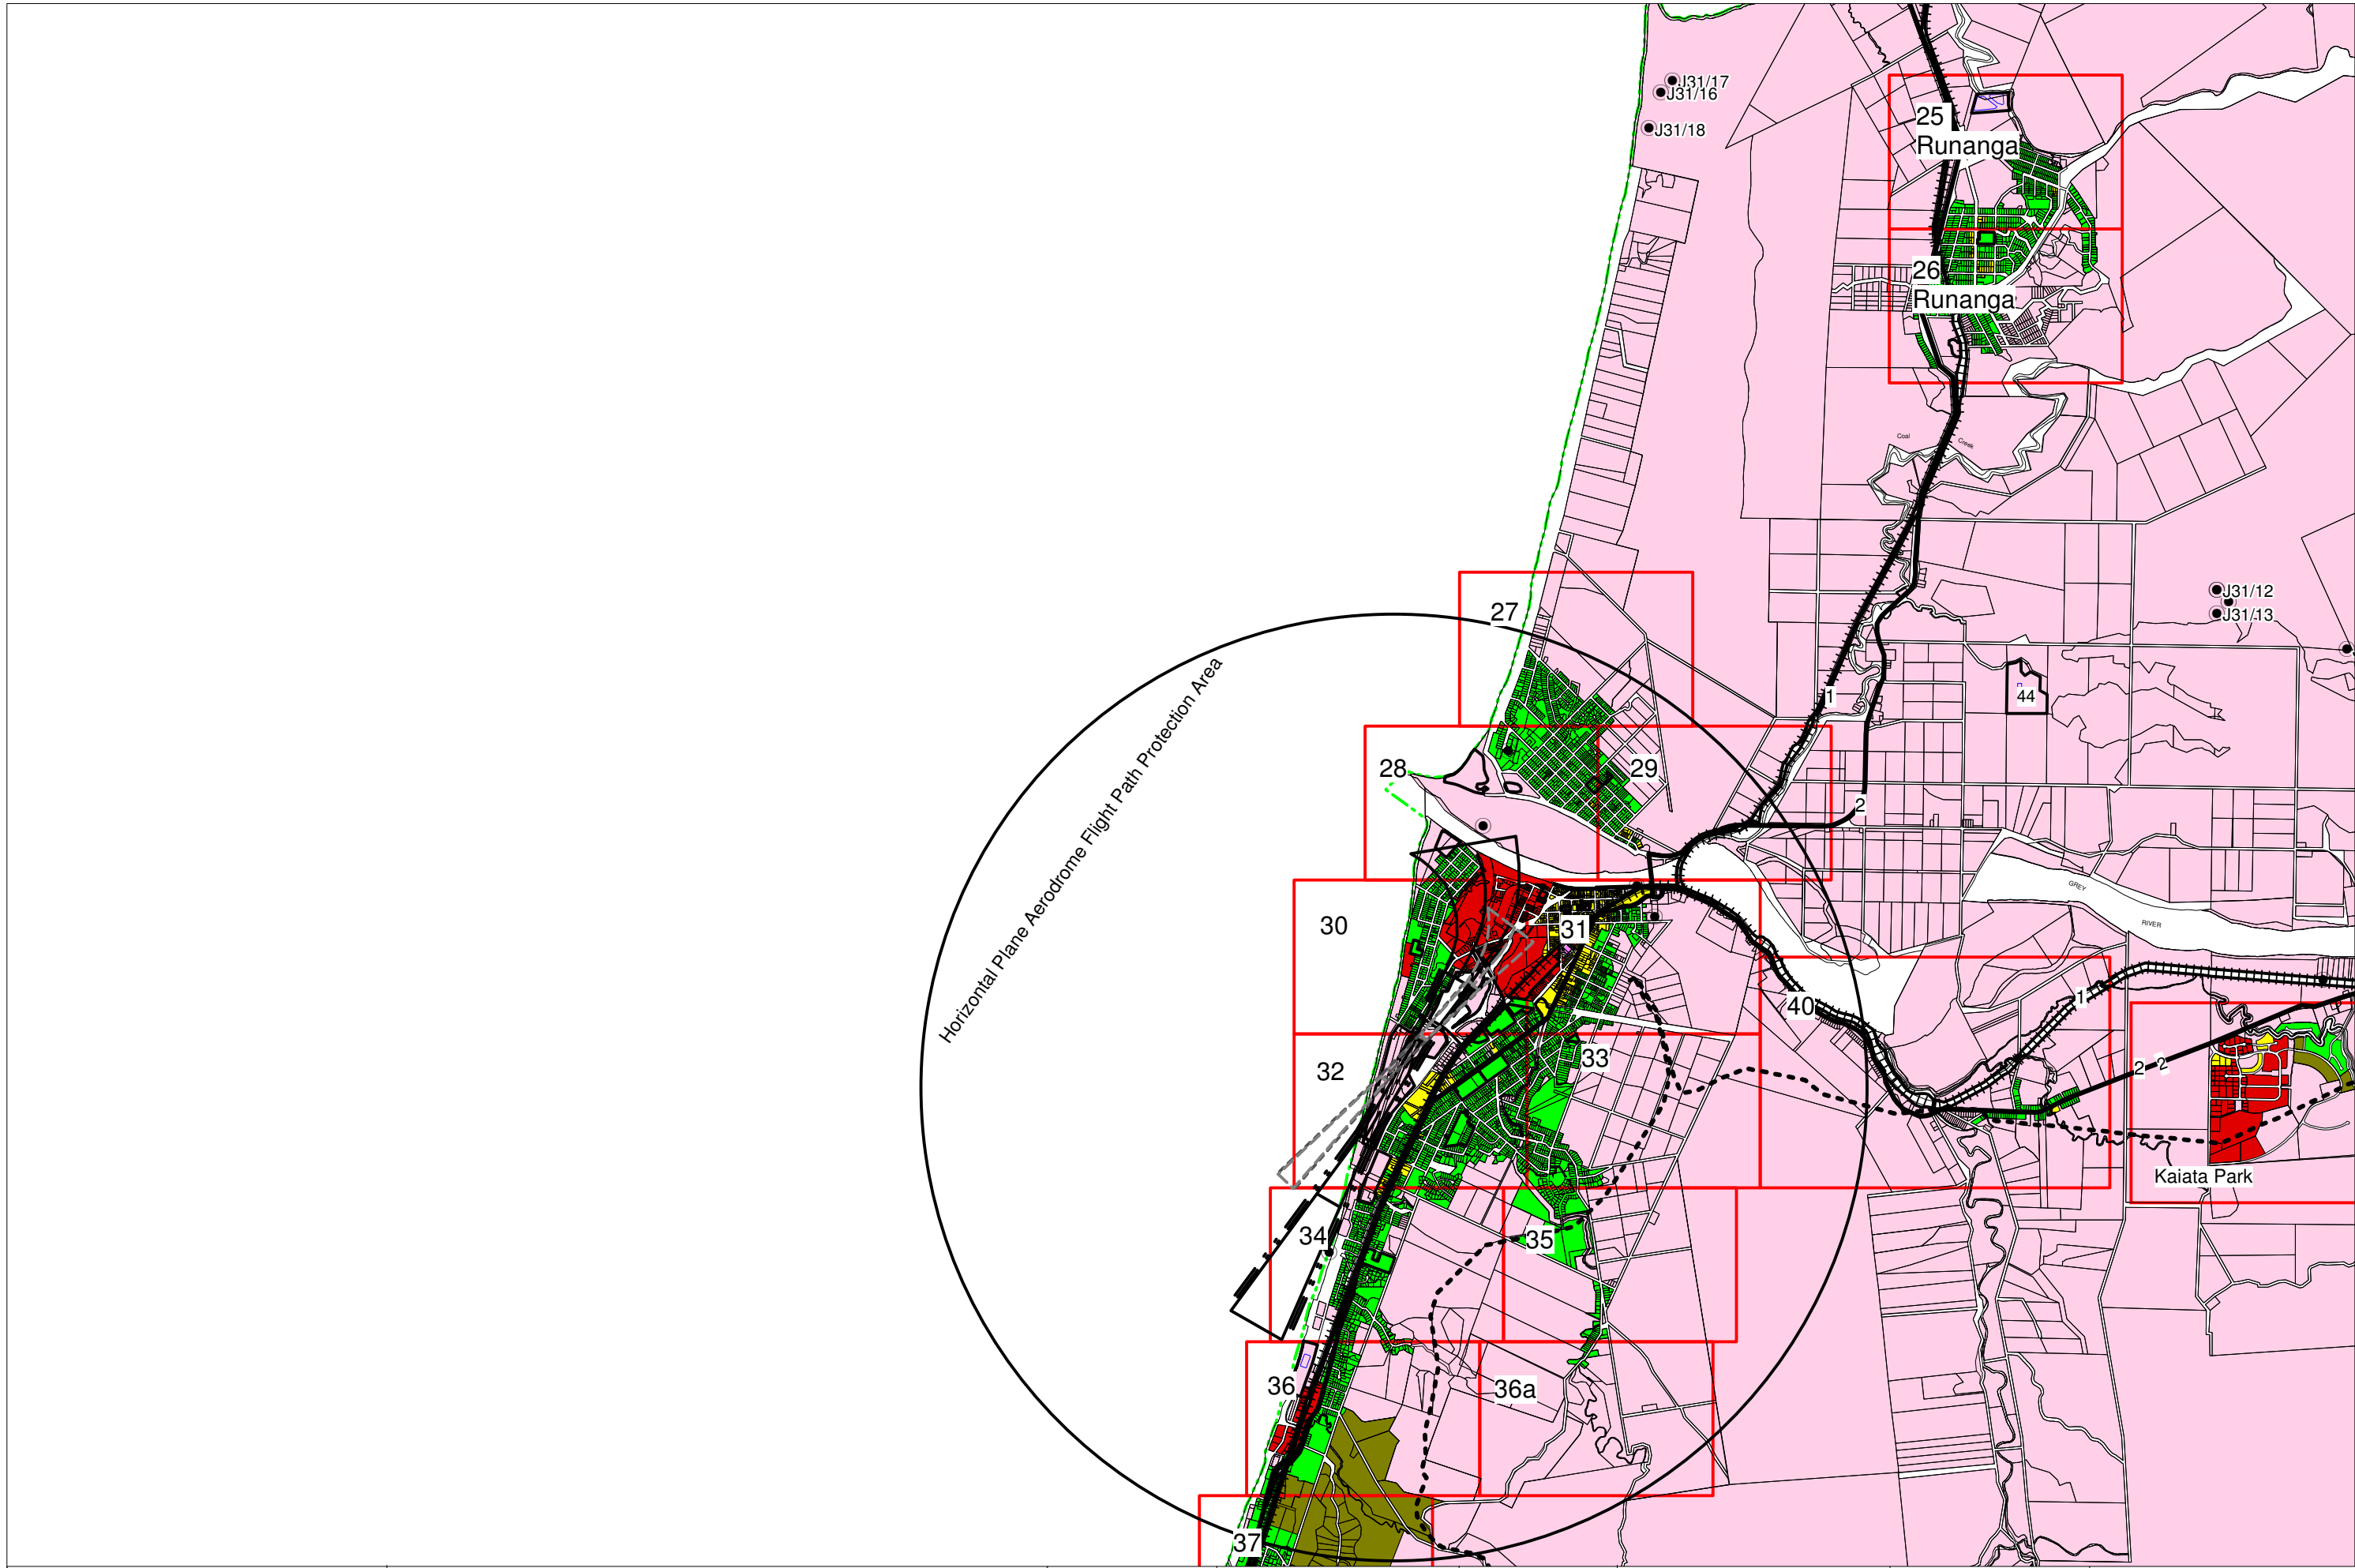 J31/17
J31/16
J31/18
25
Runanga
26
Runanga
Coal
Creek
J31/12
J31/13
27
Horizontal Plane Aerodrome Flight Path Protection Area
1
44
28
29
2
GREY
RIVER
30
31
40
1
32
33
2
2
Kaiata Park
34
35
36
36a
37